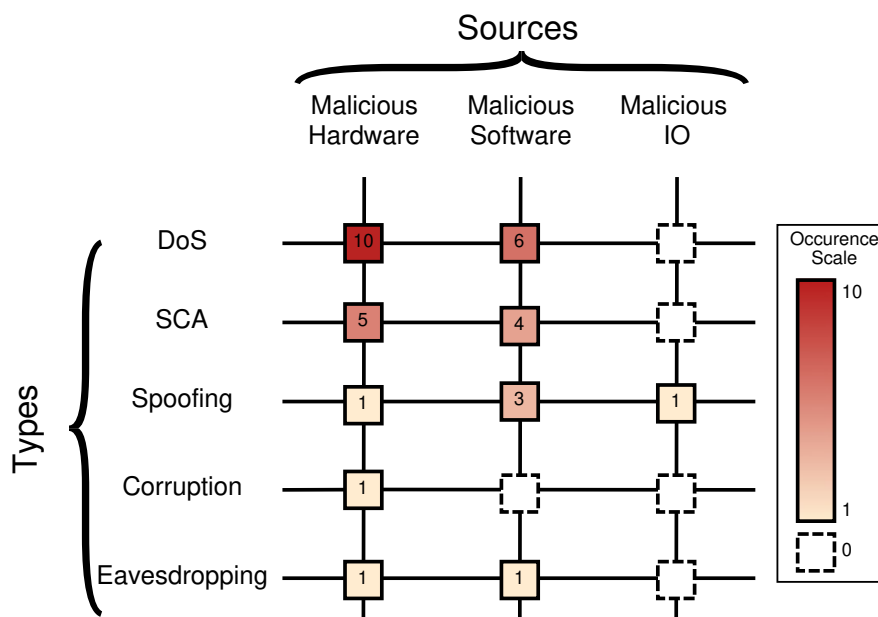 Sources
Malicious Hardware
Malicious Software
Malicious IO
Types
DoS
10
6
SCA
5
4
Spoofing
1
3
1
Corruption
1
Eavesdropping
1
1
Occurence
Scale
10
1
0